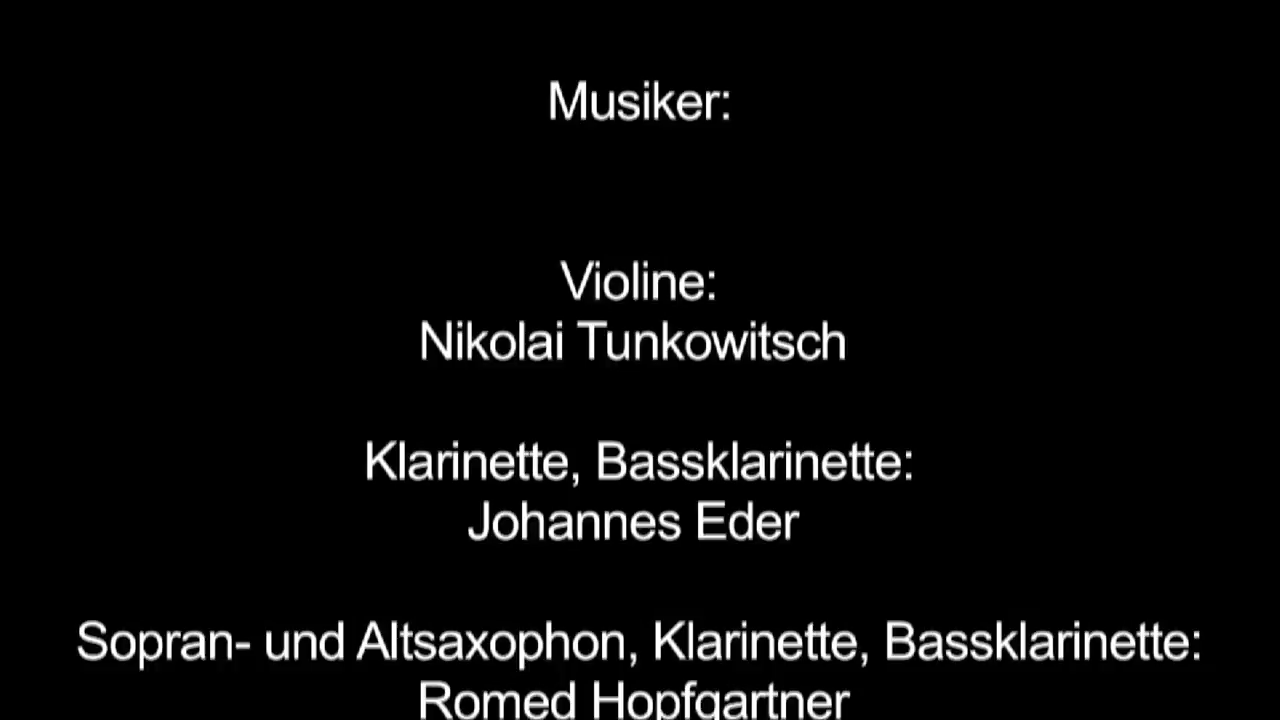 Musiker:
Violine:
Nikolai Tunkowitsch
Klarinette, Bassklarinette:
Johannes Eder
Sopran- und Altsaxophon, Klarinette, Bassklarinette:
Romed Hopfgartner